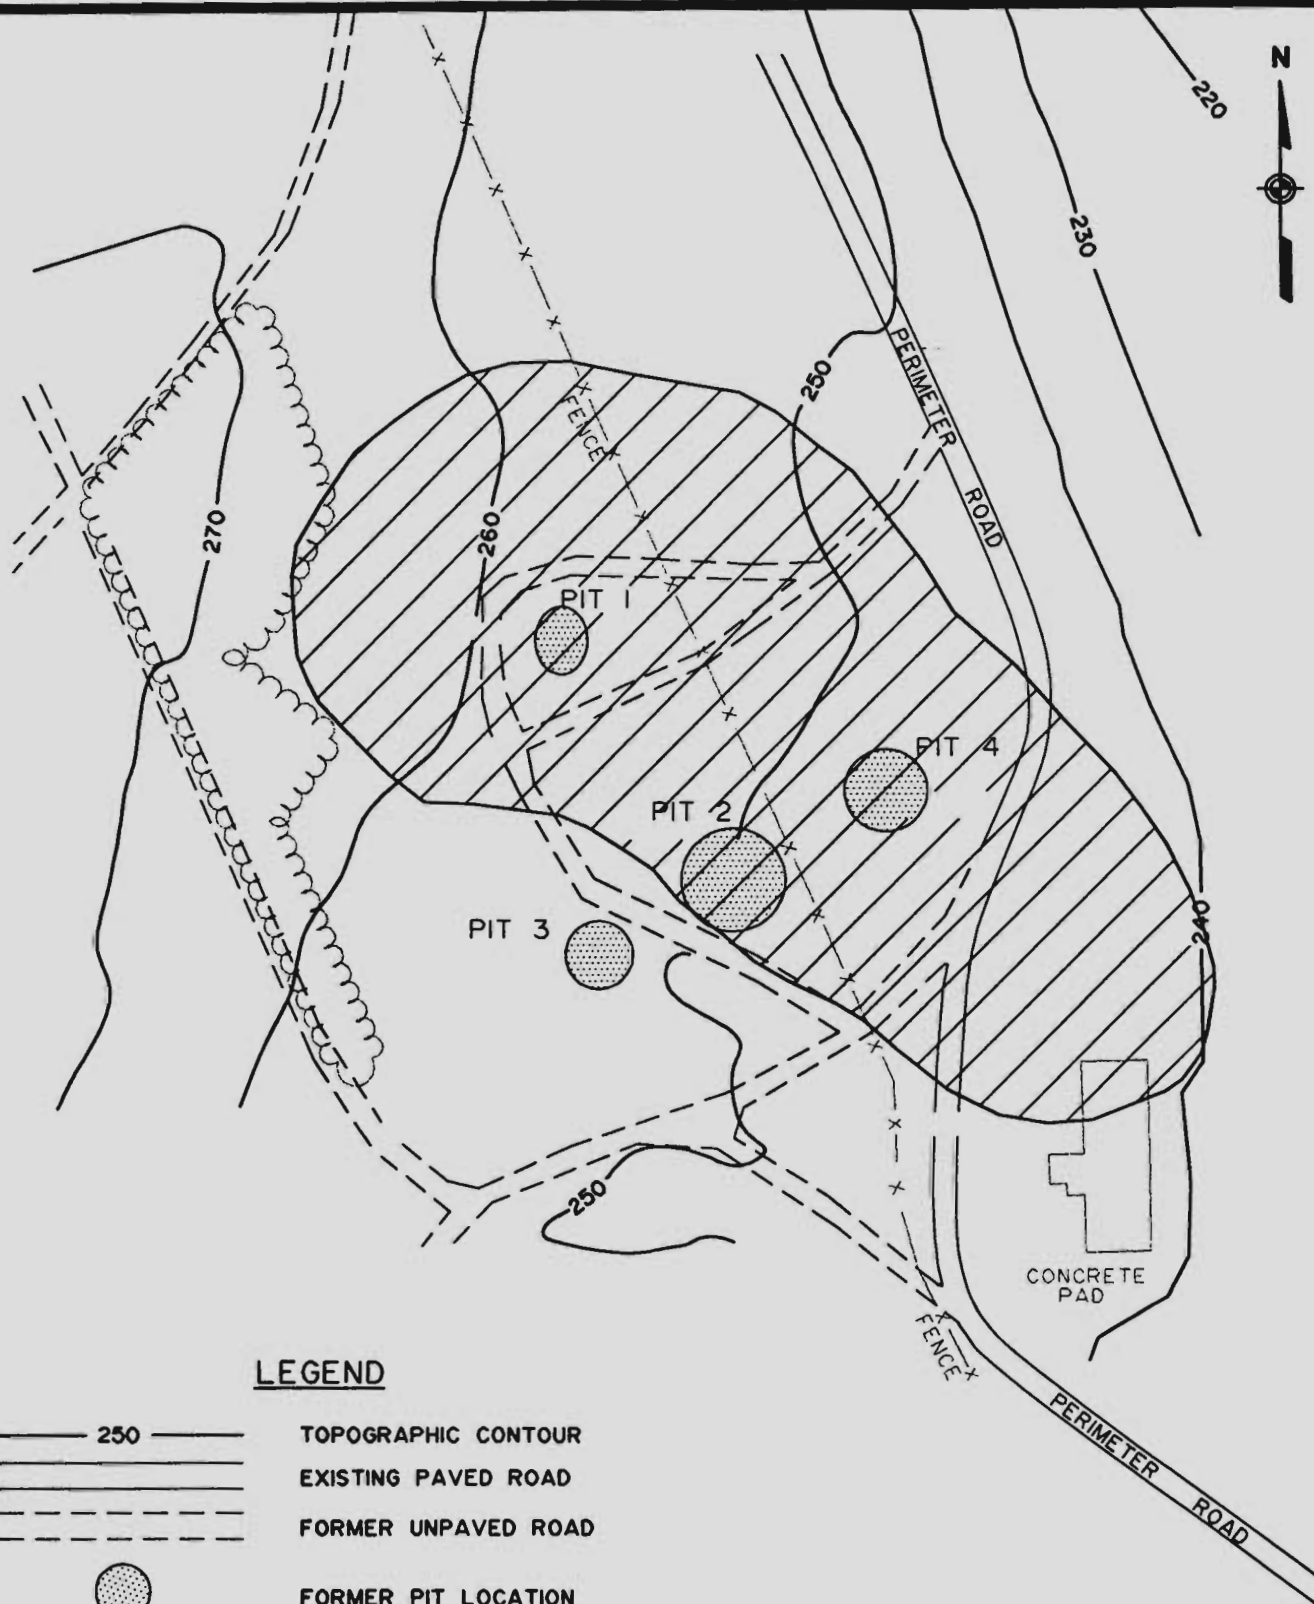 N
220
230
PERIMETER
ROAD
250
FENCE
270
260
PIT 1
PIT 4
PIT 2
PIT 3
240
250
CONCRETE
PAD
FENCE
PERIMETER
ROAD
LEGEND
250
TOPOGRAPHIC CONTOUR
EXISTING PAVED ROAD
FORMER UNPAVED ROAD
FORMER PIT LOCATION